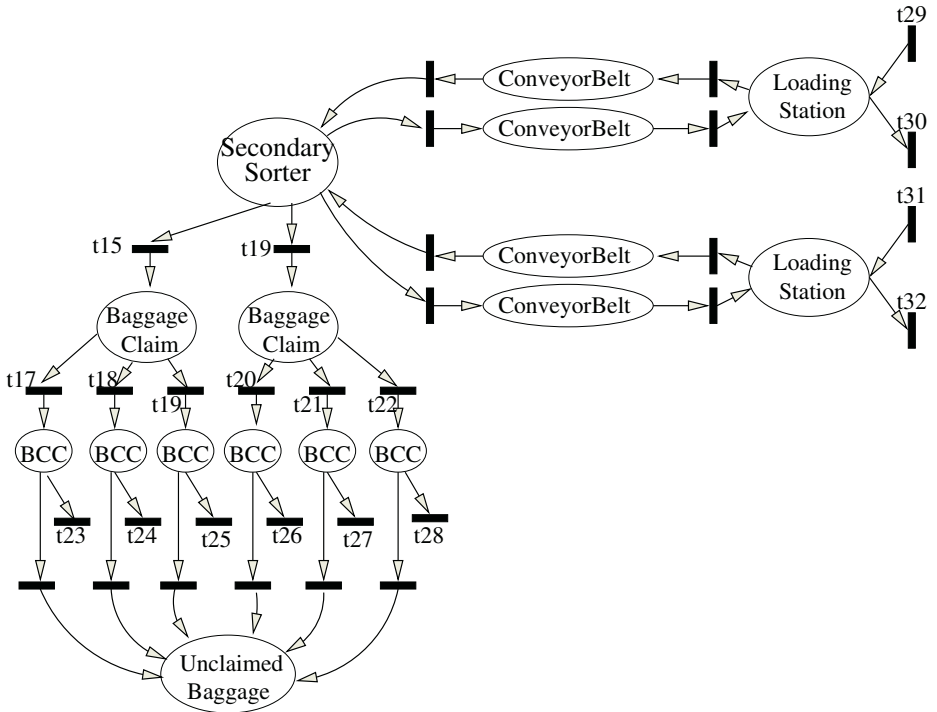 t29
ConveyorBelt
Loading
Station
ConveyorBelt
t30
Secondary
Sorter
t31
t15
t19
ConveyorBelt
Loading
Station
ConveyorBelt
t32
Baggage
Claim
Baggage
Claim
t17
t18
t19
t20
t21
t22
BCC
BCC
BCC
BCC
BCC
BCC
t23
t24
t25
t26
t27
t28
Unclaimed
Baggage